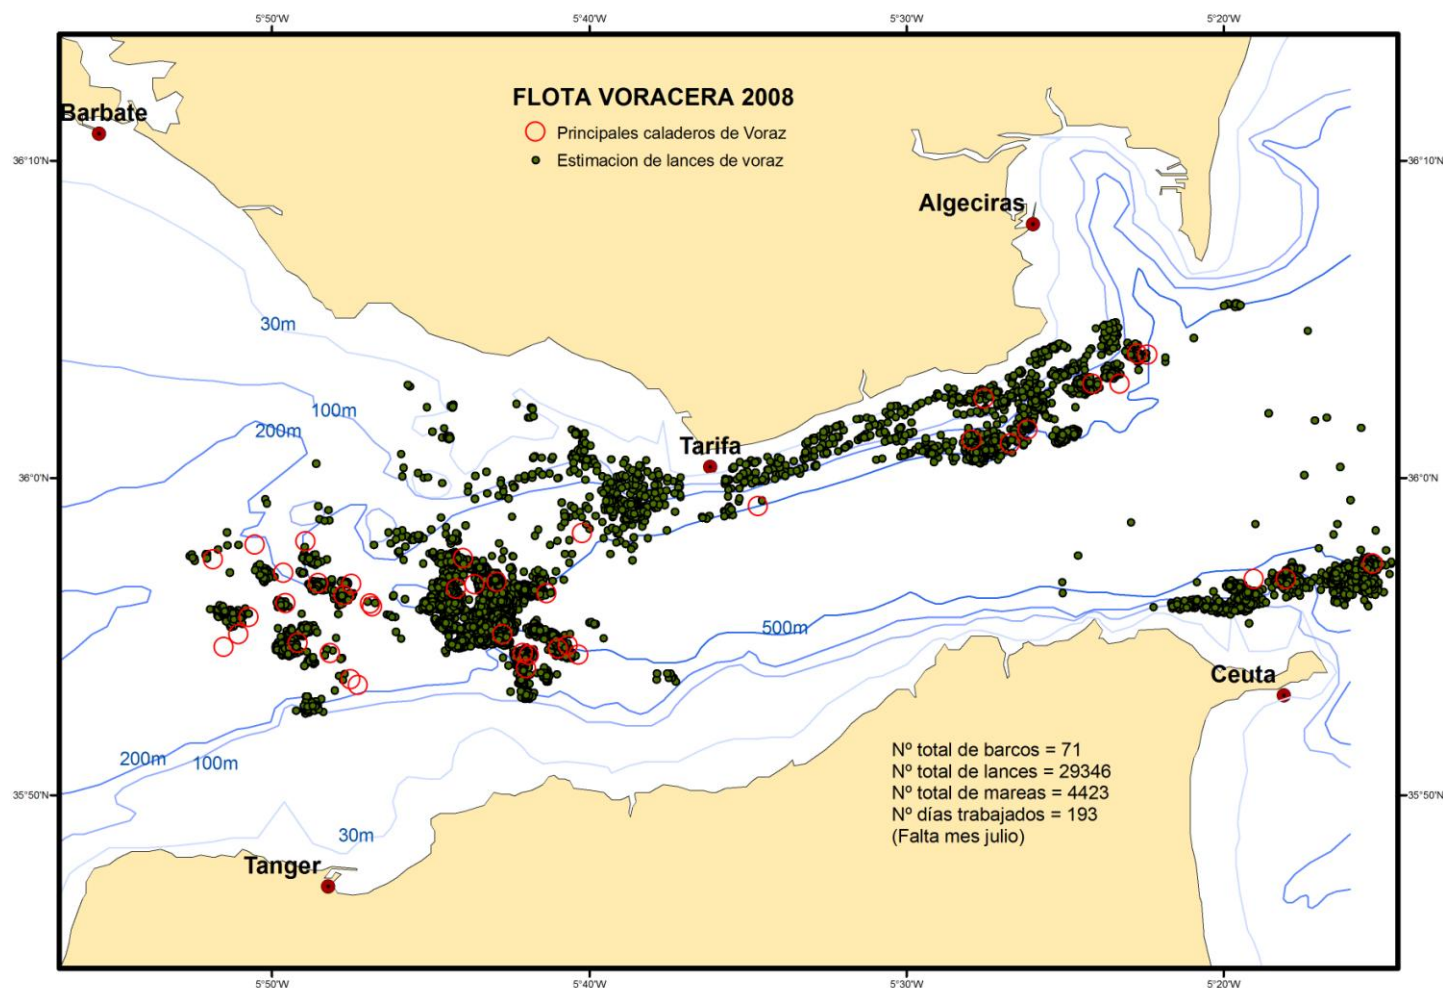 5°50'W
5°40'W
5°30'W
5°20'W
Barbate
FLOTA VORACERA 2008
Principales caladeros de Voraz
Estimacion de lances de voraz
36°10'N
36°10'N
Algeciras
30m
100m
200m
Tarifa
36°0'N
36°0'N
500m
Ceuta
200m
100m
Nº total de barcos = 71
Nº total de lances = 29346
Nº total de mareas = 4423
Nº días trabajados = 193
(Falta mes julio)
35°50'N
35°50'N
30m
Tanger
5°50'W
5°40'W
5°30'W
5°20'W